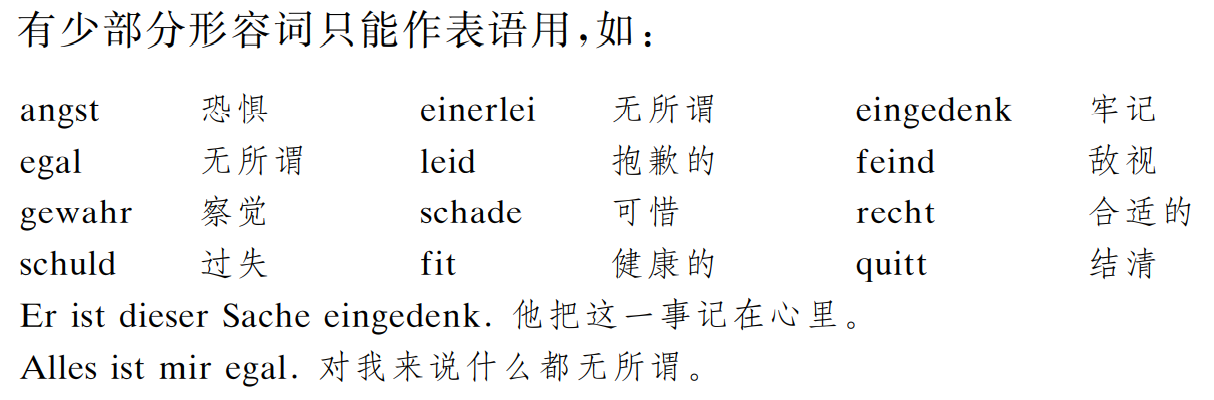 有少部分形容词只能作表语用,如：
angst 恐惧 einerlei 无所谓 eingedenk 牢记
egal 无所谓 leid 抱歉的 feind 敌视
gewahr 察觉 schade 可惜 recht 合适的
schuld 过失 fit 健康的 quitt 结清
Er ist dieser Sache eingedenk. 他把这一事记在心里。
Alles ist mir egal. 对我来说什么都无所谓。